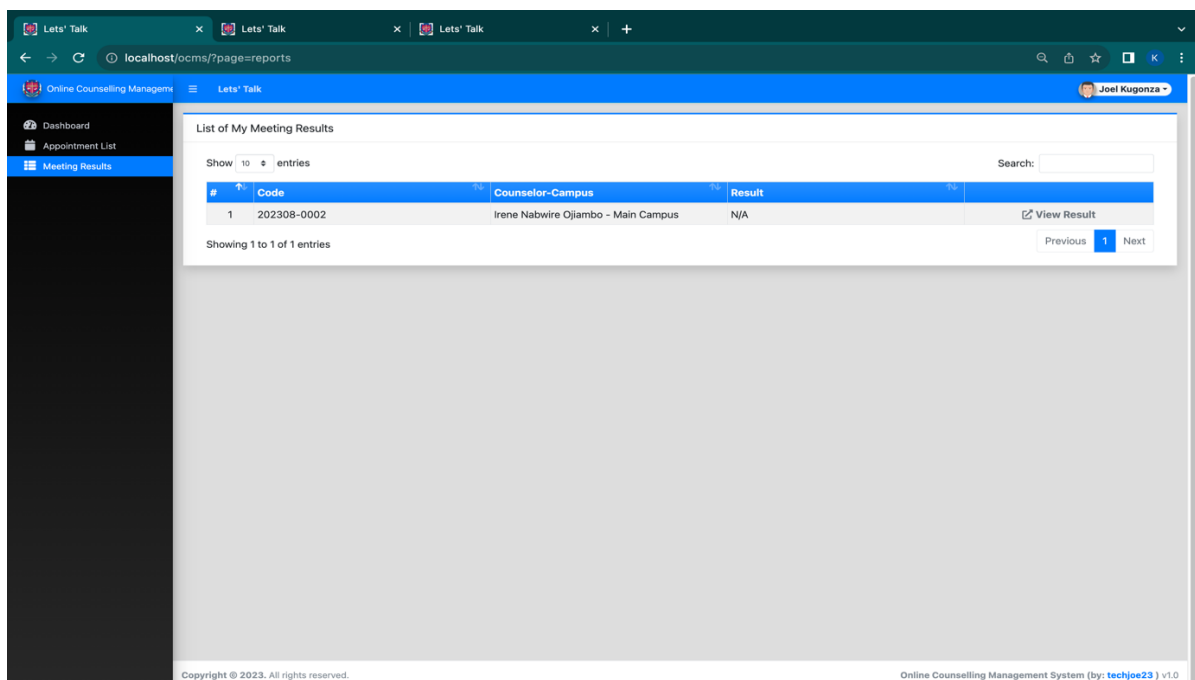 Lets' Talk Lets' Talk Lets' Talk
localhost/ocms/?page=reports K
Online Counselling Manageme Lets' Talk Joel Kugonza
Dashboard
Appointment List
Meeting Results
List of My Meeting Results
Show 10 entries Search:
# Code Counselor-Campus Result
1 202308-0002 Irene Nabwire Ojiambo - Main Campus N/A View Result
Showing 1 to 1 of 1 entries Previous 1 Next
Copyright © 2023. All rights reserved. Online Counselling Management System (by: techjoe23 ) v1.0